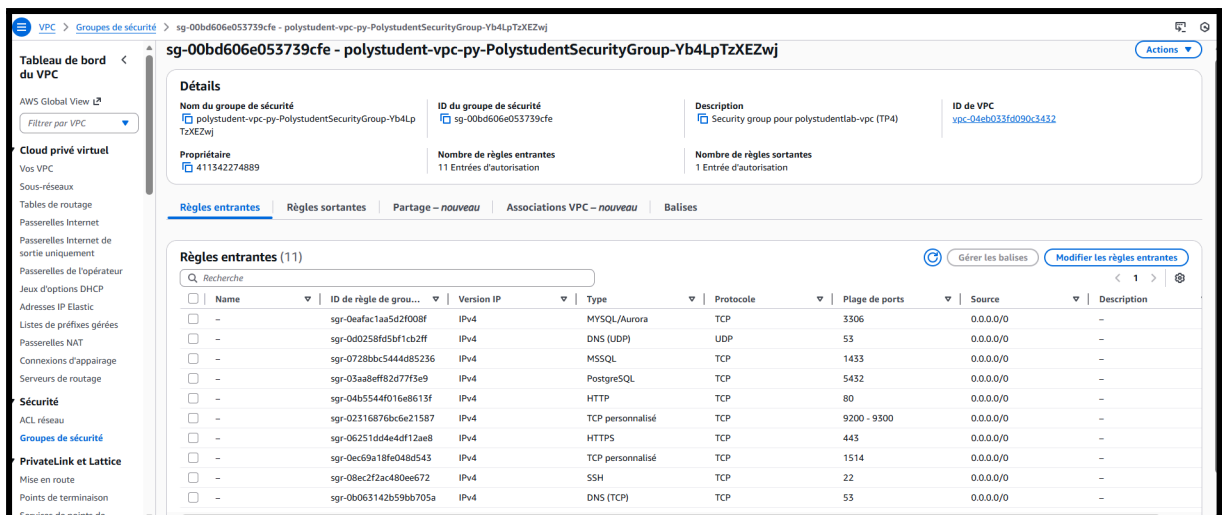 VPC > Groupes de sécurité > sg-00bd606e053739cfe - polystudent-vpc-py-PolystudentSecurityGroup-Yb4LpTzXEZwj
Tableau de bord du VPC
AWS Global View
Filtrer par VPC
Cloud privé virtuel
Vos VPC
Sous-réseaux
Tables de routage
Passerelles Internet
Passerelles Internet de
sortie uniquement
Passerelles de l'opérateur
Jeux d'options DHCP
Adresses IP Elastic
Listes de préfixes gérées
Passerelles NAT
Connexions d'appairage
Serveurs de routage
Sécurité
ACL réseau
Groupes de sécurité
PrivateLink et Lattice
Mise en route
Points de terminaison
sg-00bd606e053739cfe - polystudent-vpc-py-PolystudentSecurityGroup-Yb4LpTzXEZwj
Actions
Détails
Nom du groupe de sécurité
polystudent-vpc-py-PolystudentSecurityGroup-Yb4Lp
TzXEZwj
ID du groupe de sécurité
sg-00bd606e053739cfe
Description
Security group pour polystudentlab-vpc (TP4)
ID de VPC
vpc-04eb033fd090c3432
Propriétaire
411342274889
Nombre de règles entrantes
11 Entrées d'autorisation
Nombre de règles sortantes
1 Entrée d'autorisation
Règles entrantes Règles sortantes Partage – nouveau Associations VPC – nouveau Balises
Règles entrantes (11)
Gérer les balises Modifier les règles entrantes
Recherche
< 1 >
Name ID de règle de grou... Version IP Type Protocole Plage de ports Source Description
– sgr-0eafac1aa5d2f008f IPv4 MYSQL/Aurora TCP 3306 0.0.0.0/0 –
– sgr-0d0258fd5bf1cb2ff IPv4 DNS (UDP) UDP 53 0.0.0.0/0 –
– sgr-0728bbc5444d85236 IPv4 MSSQL TCP 1433 0.0.0.0/0 –
– sgr-03aa8eff82d77f3e9 IPv4 PostgreSQL TCP 5432 0.0.0.0/0 –
– sgr-04b5544f016e8613f IPv4 HTTP TCP 80 0.0.0.0/0 –
– sgr-02316876bc6e21587 IPv4 TCP personnalisé TCP 9200 - 9300 0.0.0.0/0 –
– sgr-06251dd4e4df12ae8 IPv4 HTTPS TCP 443 0.0.0.0/0 –
– sgr-0ec69a18fe048d543 IPv4 TCP personnalisé TCP 1514 0.0.0.0/0 –
– sgr-08ec2f2ac480ee672 IPv4 SSH TCP 22 0.0.0.0/0 –
– sgr-0b063142b59bb705a IPv4 DNS (TCP) TCP 53 0.0.0.0/0 –